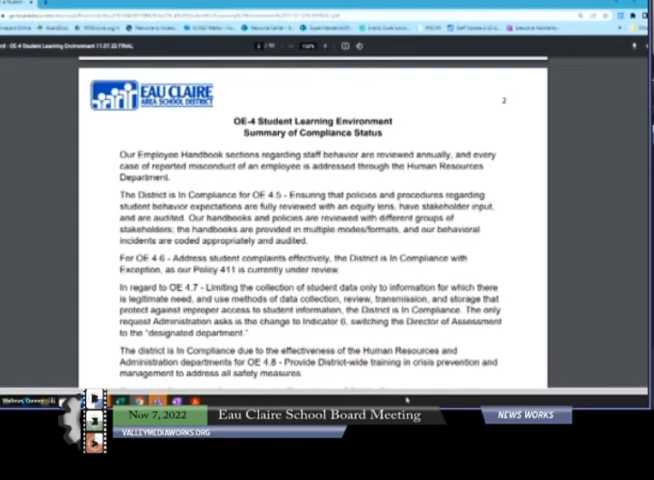 OE-4 Student Learning Environment 11.07.22 FINAL
EAU CLAIRE
AREA SCHOOL DISTRICT
2
OE-4 Student Learning Environment
Summary of Compliance Status
Our Employee Handbook sections regarding staff behavior are reviewed annually, and every
case of reported misconduct of an employee is addressed through the Human Resources
Department.
The District is In Compliance for OE 4.5 - Ensuring that policies and procedures regarding
student behavior expectations are fully reviewed with an equity lens, have stakeholder input,
and are audited. Our handbooks and policies are reviewed with different groups of
stakeholders; the handbooks are provided in multiple modes/formats, and our behavioral
incidents are coded appropriately and audited.
For OE 4.6 - Address student complaints effectively, the District is In Compliance with
Exception, as our Policy 411 is currently under review.
In regard to OE 4.7 - Limiting the collection of student data only to information for which there
is legitimate need, and use methods of data collection, review, transmission, and storage that
protect against improper access to student information, the District is In Compliance. The only
request Administration asks is the change to Indicator 6, switching the Director of Assessment
to the "designated department."
The district is In Compliance due to the effectiveness of the Human Resources and
Administration departments for OE 4.8 - Provide District-wide training in crisis prevention and
management to address all safety measures.
Nov 7, 2022
Eau Claire School Board Meeting
NEWS WORKS
VALLEYMEDIAWORKS.ORG